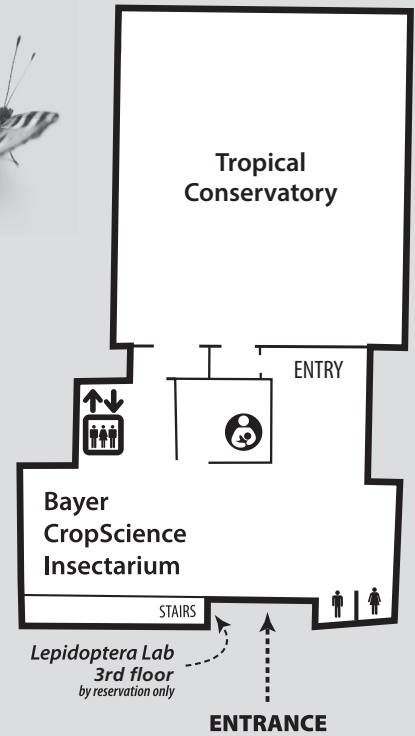 Tropical
Conservatory
ENTRY
Bayer
CropScience
Insectarium
STAIRS
Lepidoptera Lab
3rd floor
by reservation only
ENTRANCE